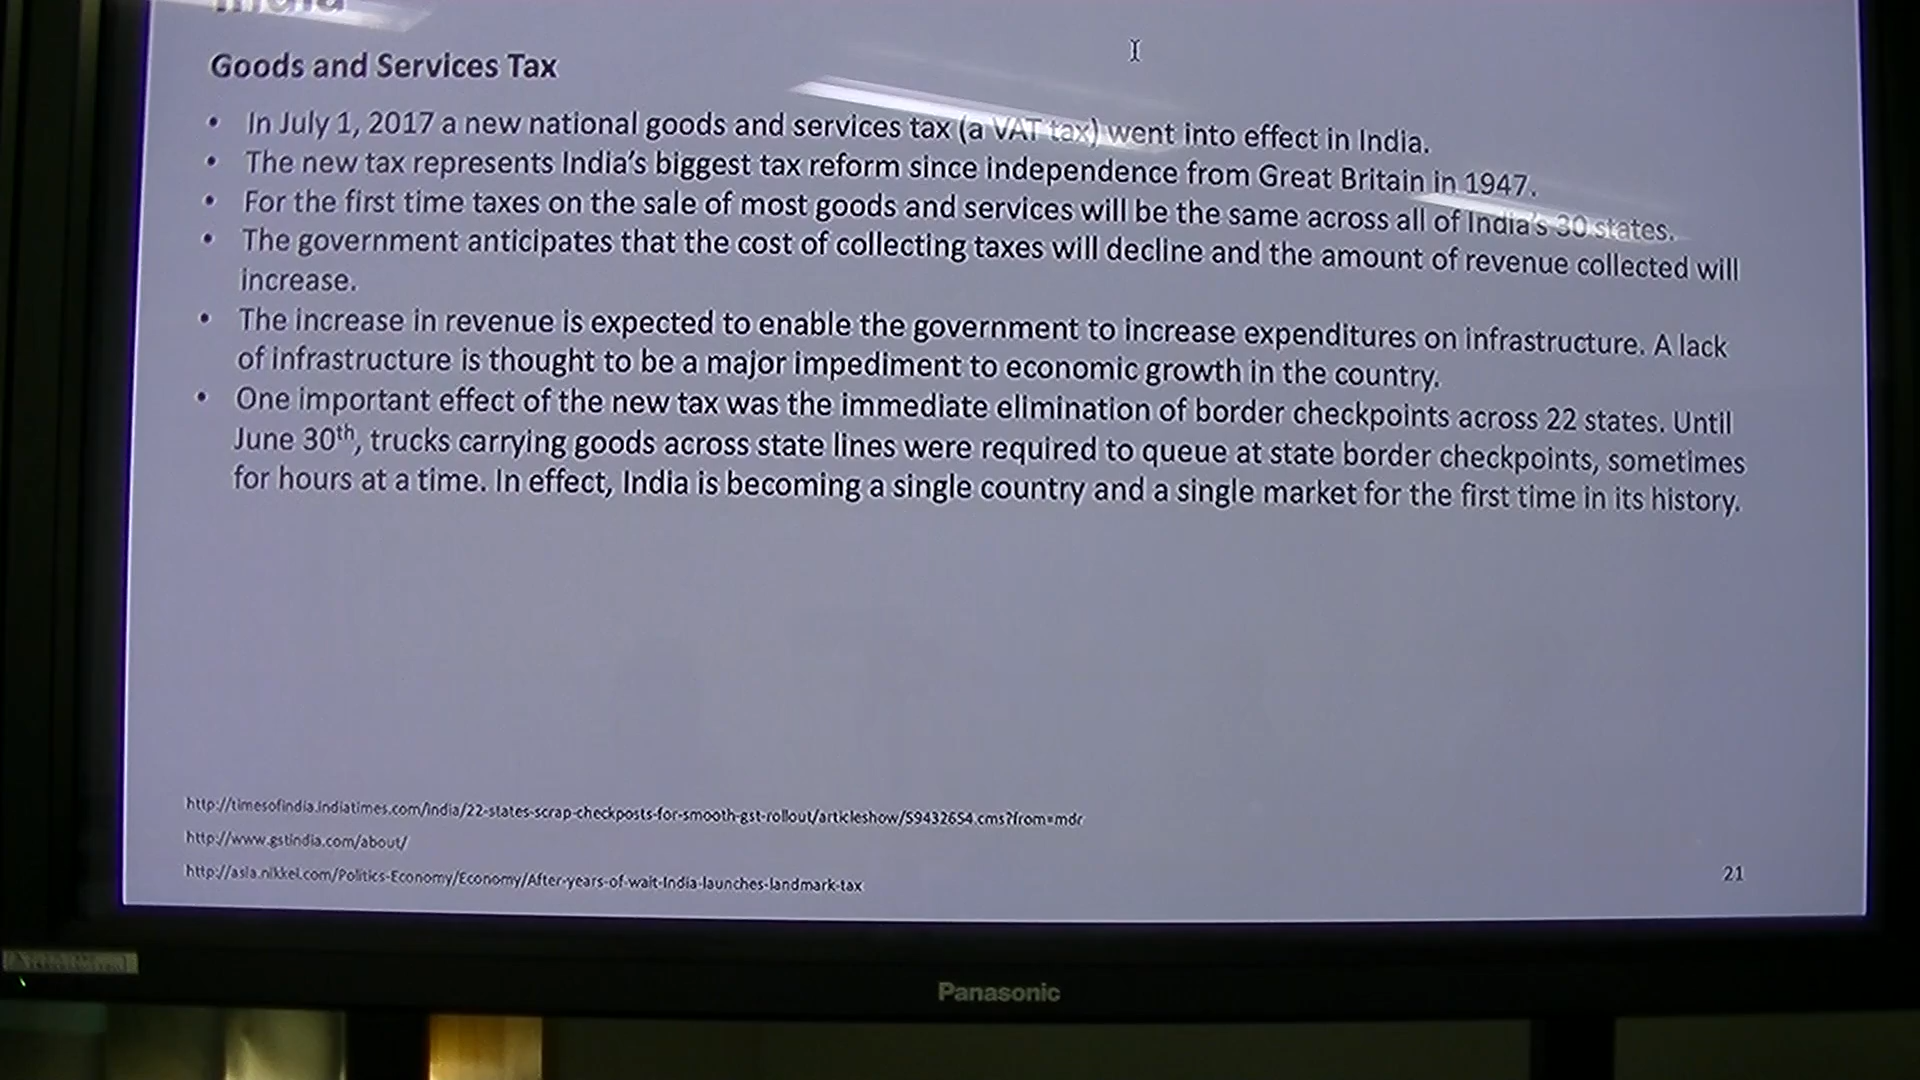 India
Goods and Services Tax
• In July 1, 2017 a new national goods and services tax (a VAT tax) went into effect in India.
• The new tax represents India's biggest tax reform since independence from Great Britain in 1947.
• For the first time taxes on the sale of most goods and services will be the same across all of India's 30 states.
• The government anticipates that the cost of collecting taxes will decline and the amount of revenue collected will
increase.
• The increase in revenue is expected to enable the government to increase expenditures on infrastructure. A lack
of infrastructure is thought to be a major impediment to economic growth in the country.
• One important effect of the new tax was the immediate elimination of border checkpoints across 22 states. Until
June 30th, trucks carrying goods across state lines were required to queue at state border checkpoints, sometimes
for hours at a time. In effect, India is becoming a single country and a single market for the first time in its history.
http://timesofindia.indiatimes.com/india/22-states-scrap-checkposts-for-smooth-gst-rollout/articleshow/59432654.cms?from=mdr
http://www.gstindia.com/about/
http://asia.nikkei.com/Politics-Economy/Economy/After-years-of-wait-India-launches-landmark-tax
21
Panasonic